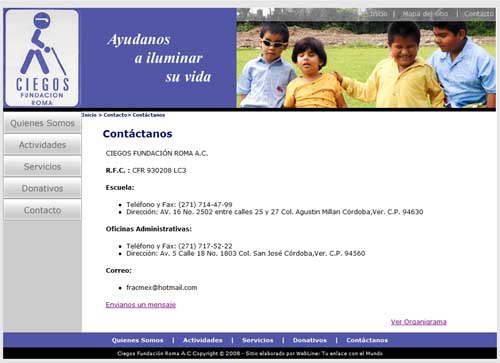 Inicio | Mapa del sitio | Contacto
Ayudanos
a iluminar
su vida
CIEGOS
FUNDACION
ROMA
Quienes Somos
Actividades
Servicios
Donativos
Contacto
Inicio > Contacto> Contáctanos
Contáctanos
CIEGOS FUNDACIÓN ROMA A.C.
R.F.C. : CFR 930208 LC3
Escuela:
Teléfono y Fax: (271) 714-47-99
Dirección: AV. 16 No. 2502 entre calles 25 y 27 Col. Agustin Millan Córdoba,Ver. C.P. 94630
Oficinas Administrativas:
Teléfono y Fax: (271) 717-52-22
Dirección: Av. 5 Calle 18 No. 1803 Col. San José Córdoba,Ver. C.P. 94560
Correo:
fracmex@hotmail.com
Envianos un mensaje
Ver Organigrama
Quienes Somos | Actividades | Servicios | Donativos | Contáctanos
Ciegos Fundación Roma A.C Copyright © 2008 - Sitio elaborado por WebLine: Tu enlace con el Mundo